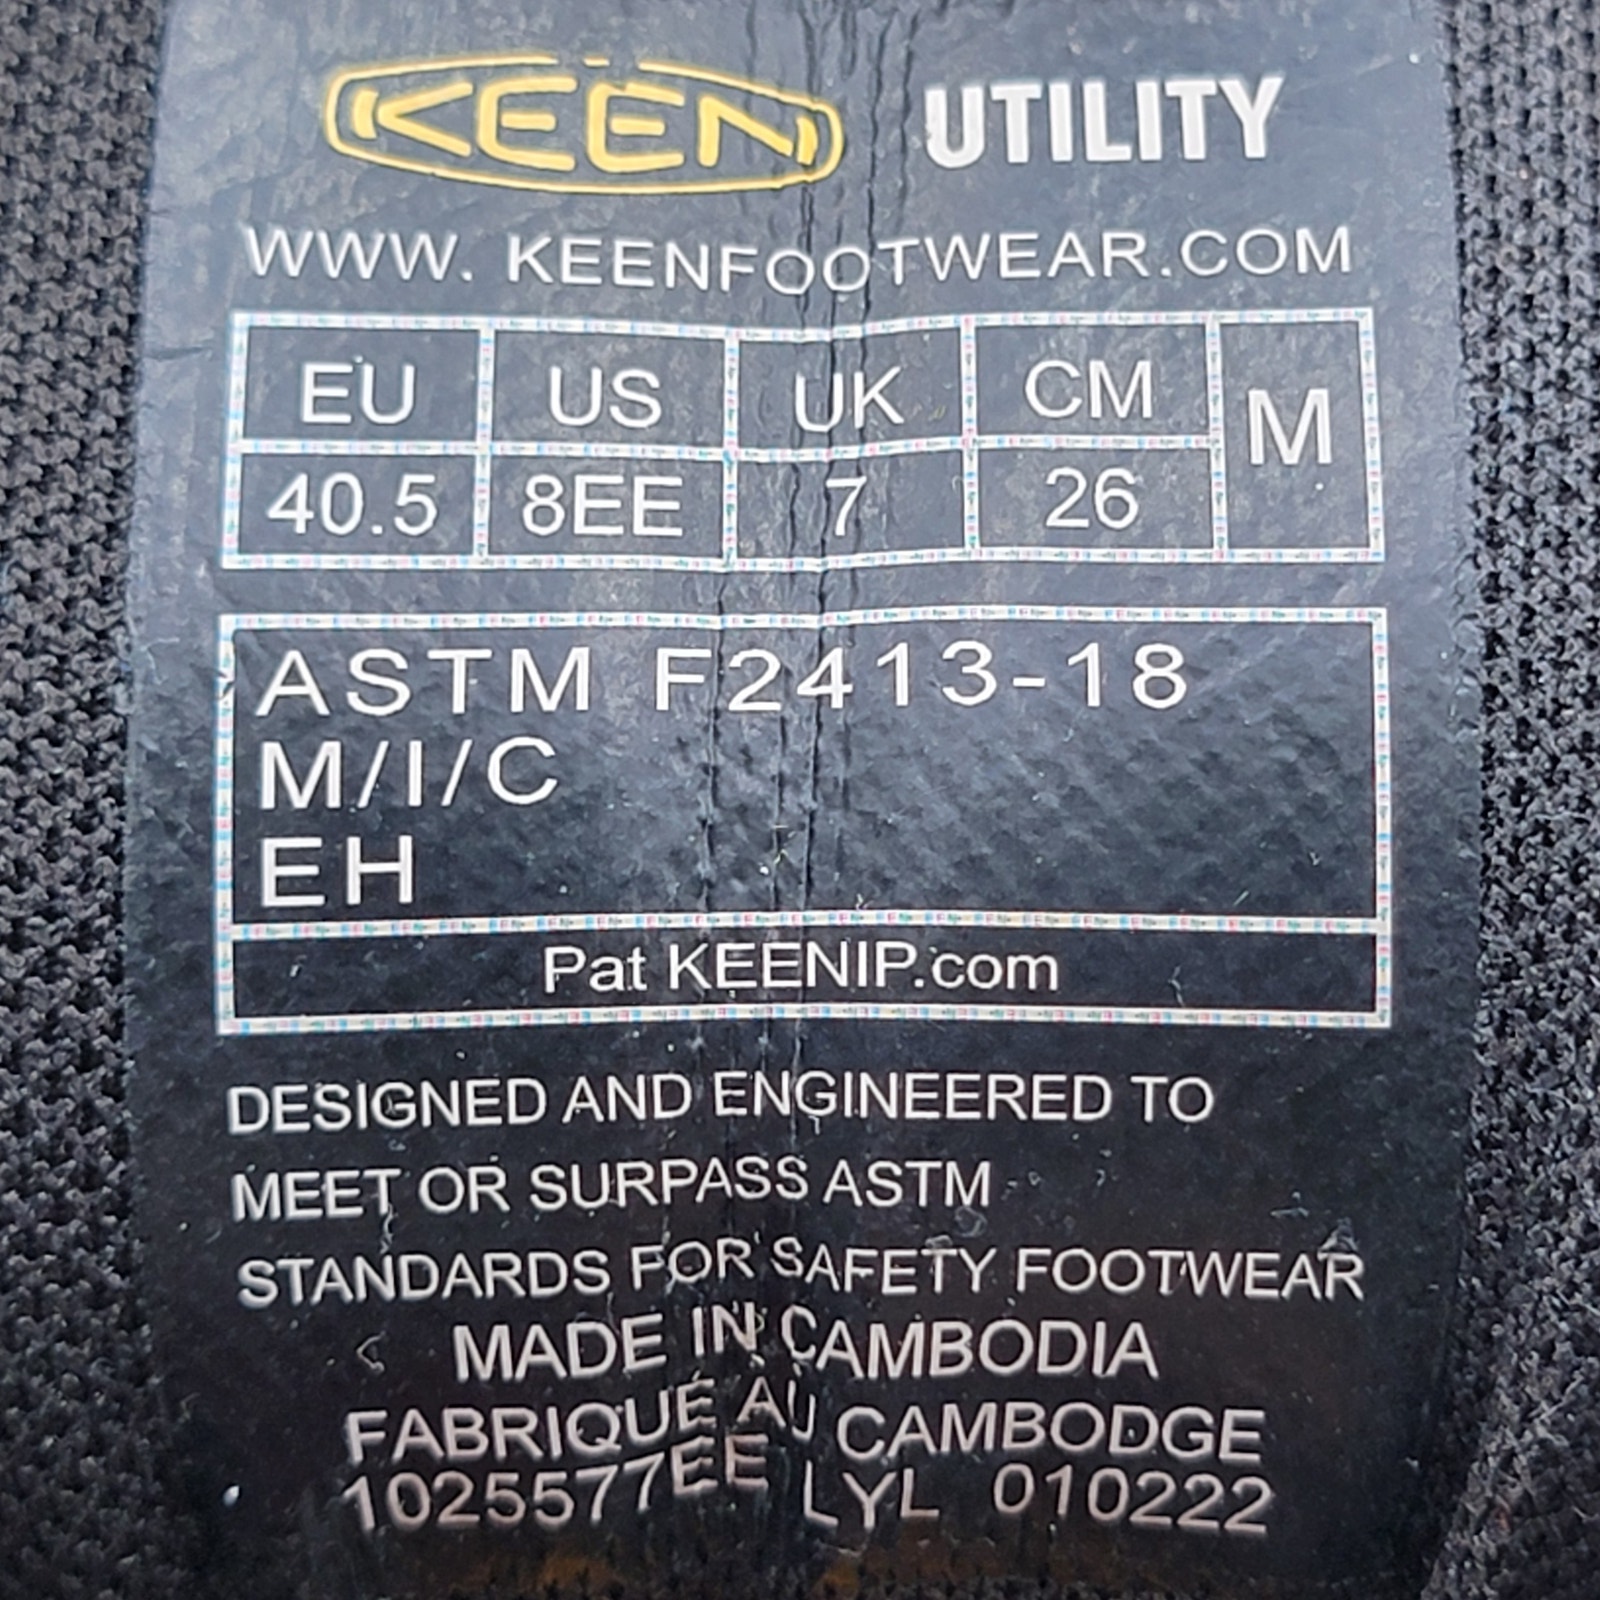 KEEN UTILITY
WWW. KEENFOOTWEAR.COM
EU US UK CM M
40.5 8EE 7 26
ASTM F2413-18
M/I/C
EH
Pat KEENIP.com
DESIGNED AND ENGINEERED TO
MEET OR SURPASS ASTM
STANDARDS FOR SAFETY FOOTWEAR
MADE IN CAMBODIA
FABRIQUÉ AU CAMBODGE
1025577EE LYL 010222